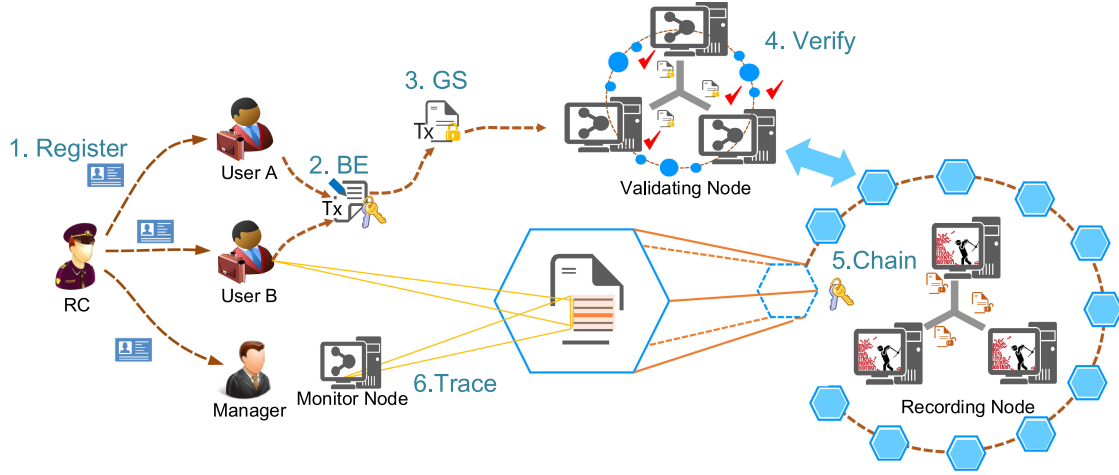 1. Register
RC
User A
User B
Manager
2. BE
Tx
3. GS
Tx
4. Verify
Validating Node
5.Chain
Recording Node
6.Trace
Monitor Node